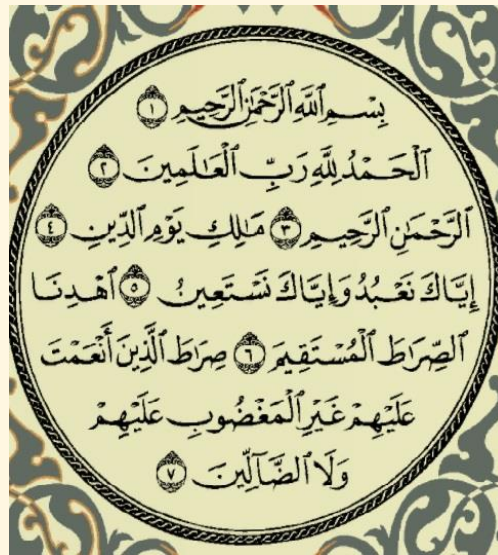 بِسْمِ ٱللَّهِ ٱلرَّحْمَٰنِ ٱلرَّحِيمِ ١
ٱلْحَمْدُ لِلَّهِ رَبِّ ٱلْعَٰلَمِينَ ٢
ٱلرَّحْمَٰنِ ٱلرَّحِيمِ ٣ مَٰلِكِ يَوْمِ ٱلدِّينِ ٤
إِيَّاكَ نَعْبُدُ وَإِيَّاكَ نَسْتَعِينُ ٥ ٱهْدِنَا
ٱلصِّرَٰطَ ٱلْمُسْتَقِيمَ ٦ صِرَٰطَ ٱلَّذِينَ أَنْعَمْتَ
عَلَيْهِمْ غَيْرِ ٱلْمَغْضُوبِ عَلَيْهِمْ
وَلَا ٱلضَّآلِّينَ ٧